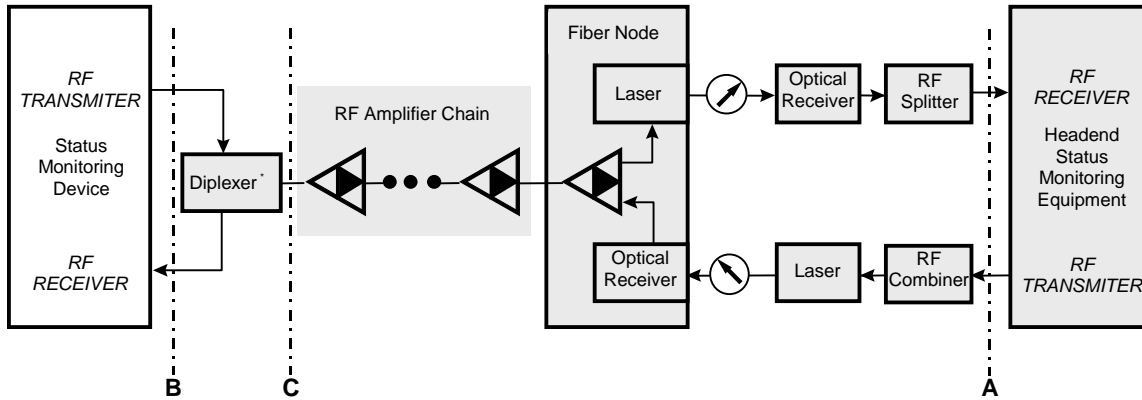 RF
TRANSMITER
Status
Monitoring
Device
RF
RECEIVER
Diplexer*
RF Amplifier Chain
Fiber Node
Laser
Optical
Receiver
Optical
Receiver
RF
Splitter
Laser
RF
Combiner
RF
RECEIVER
Headend
Status
Monitoring
Equipment
RF
TRANSMITER
B
C
A